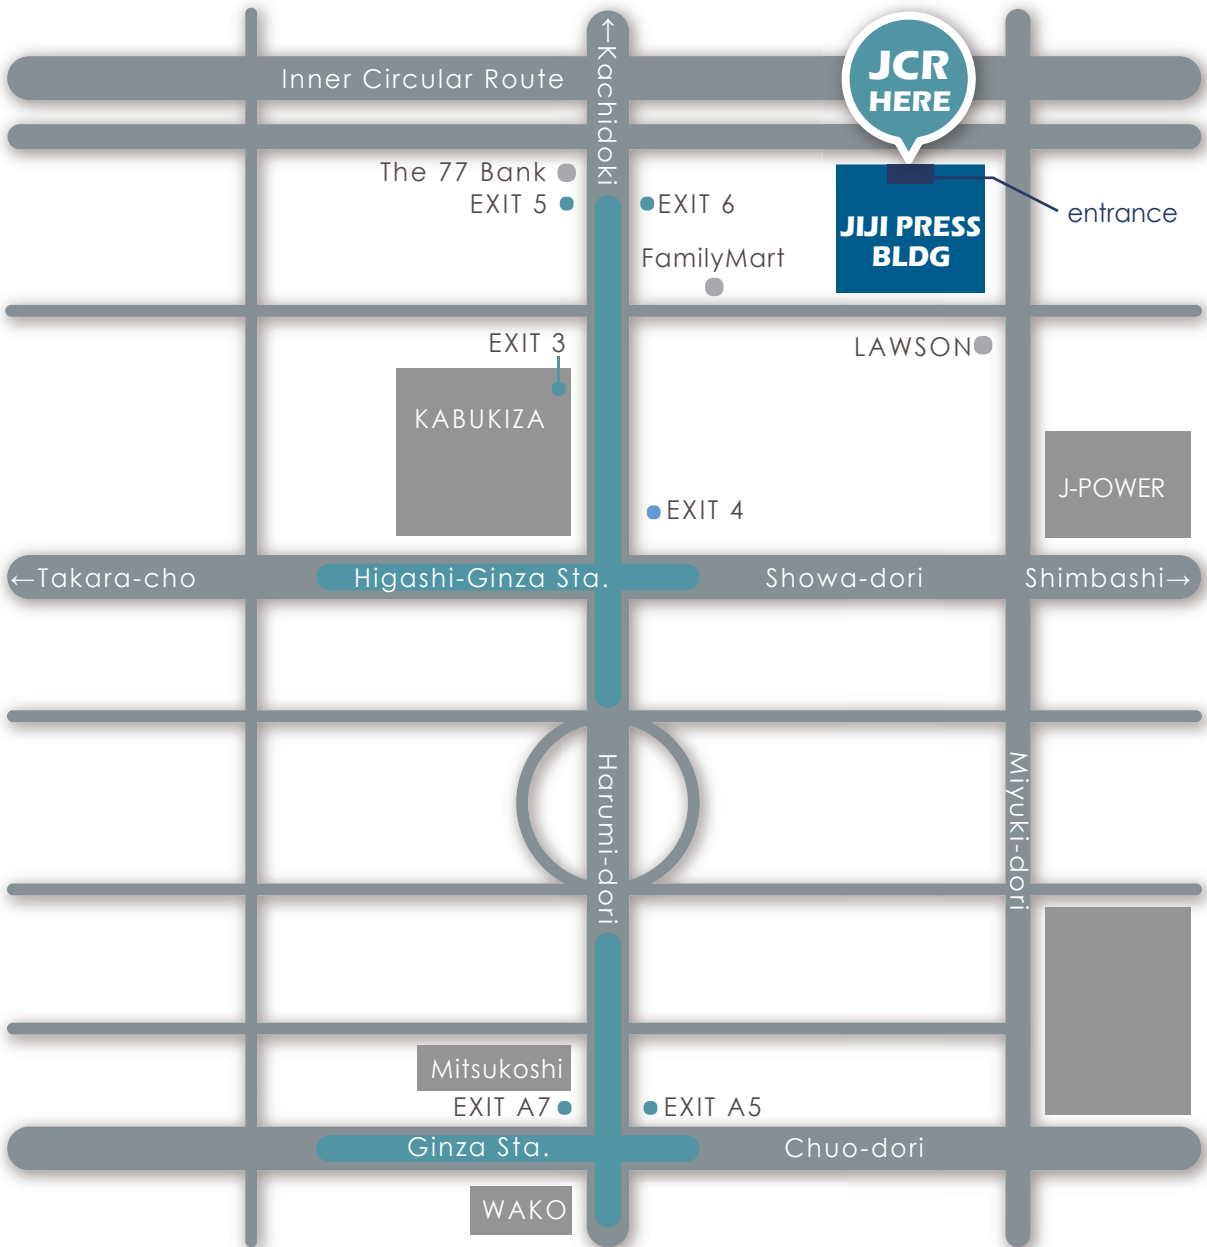 ←Kachidoki
JCR
HERE
Inner Circular Route
The 77 Bank
EXIT 5
EXIT 6
entrance
JIJI PRESS
BLDG
FamilyMart
EXIT 3
LAWSON
KABUKIZA
J-POWER
EXIT 4
←Takara-cho
Higashi-Ginza Sta.
Showa-dori
Shimbashi→
Harumi-dori
Miyuki-dori
Mitsukoshi
EXIT A7
EXIT A5
Ginza Sta.
Chuo-dori
WAKO